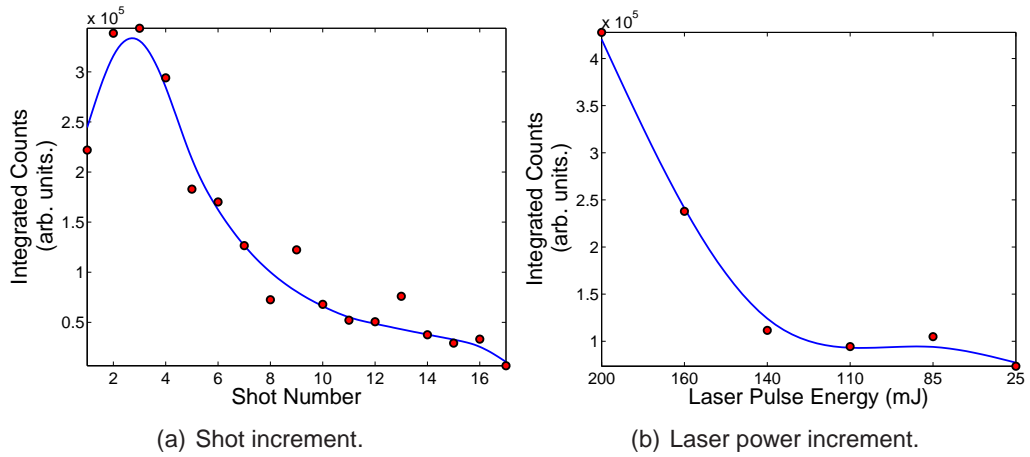 x 10^5
3
2.5
2
1.5
1
0.5
Integrated Counts
(arb. units.)
2 4 6 8 10 12 14 16
Shot Number
(a) Shot increment.
x 10^5
4
3.5
3
2.5
2
1.5
1
Integrated Counts
(arb. units.)
200 160 140 110 85 25
Laser Pulse Energy (mJ)
(b) Laser power increment.